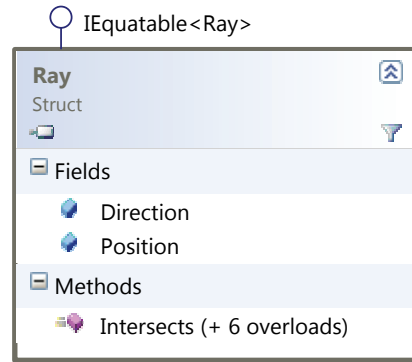 IEquatable<Ray>
Ray
Struct
Fields
Direction
Position
Methods
Intersects (+ 6 overloads)